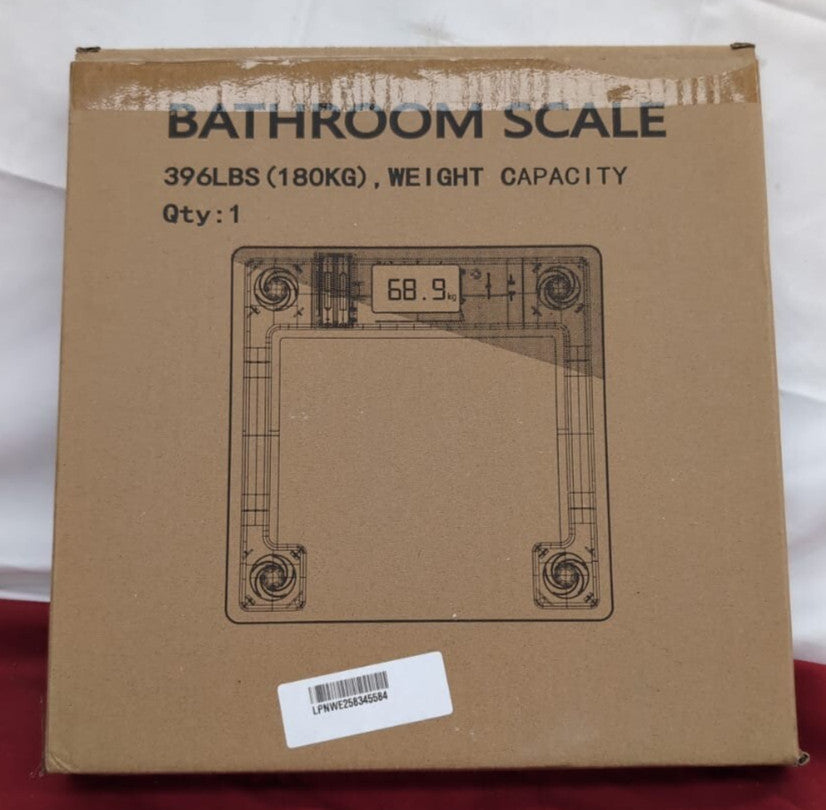 BATHROOM SCALE
396LBS(180KG), WEIGHT CAPACITY
Qty:1
68.9kg
LPNWE258345584